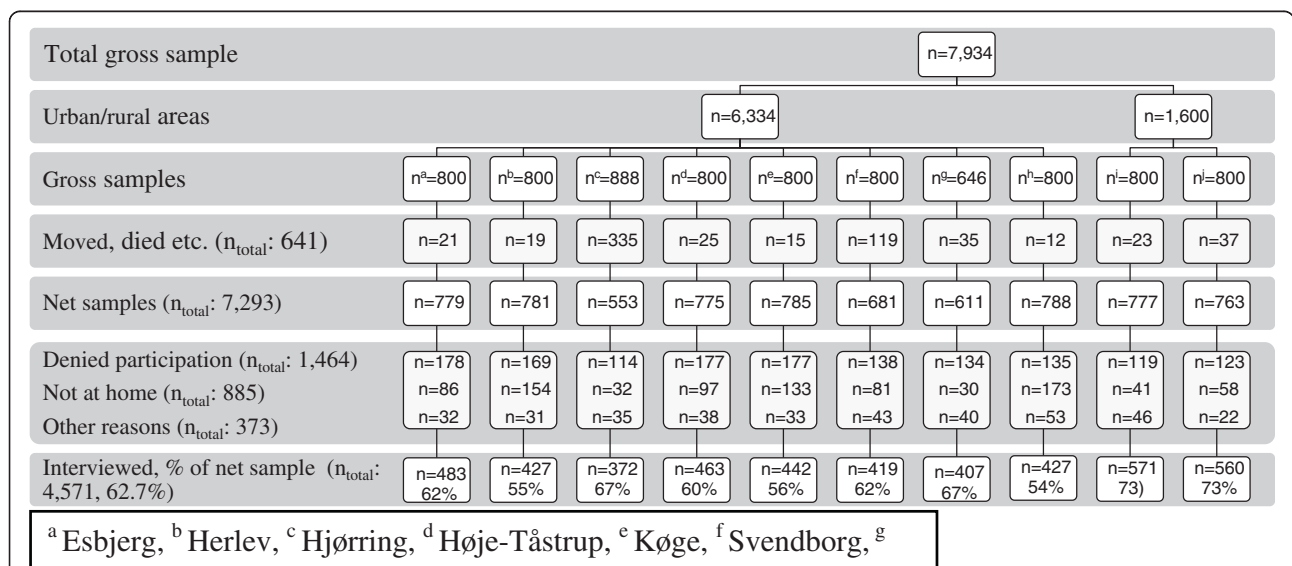 Total gross sample n=7,934
Urban/rural areas n=6,334 n=1,600
Gross samples nᵃ=800 nᵇ=800 nᶜ=888 nᵈ=800 nᵉ=800 nᶠ=800 nᵍ=646 nʰ=800 nⁱ=800 nʲ=800
Moved, died etc. (n_total: 641) n=21 n=19 n=335 n=25 n=15 n=119 n=35 n=12 n=23 n=37
Net samples (n_total: 7,293) n=779 n=781 n=553 n=775 n=785 n=681 n=611 n=788 n=777 n=763
Denied participation (n_total: 1,464) n=178 n=169 n=114 n=177 n=177 n=138 n=134 n=135 n=119 n=123
Not at home (n_total: 885) n=86 n=154 n=32 n=97 n=133 n=81 n=30 n=173 n=41 n=58
Other reasons (n_total: 373) n=32 n=31 n=35 n=38 n=33 n=43 n=40 n=53 n=46 n=22
Interviewed, % of net sample (n_total: n=483 n=427 n=372 n=463 n=442 n=419 n=407 n=427 n=571 n=560
4,571, 62.7%) 62% 55% 67% 60% 56% 62% 67% 54% 73) 73%
ᵃ Esbjerg, ᵇ Herlev, ᶜ Hjørring, ᵈ Høje-Tåstrup, ᵉ Køge, ᶠ Svendborg, ᵍ